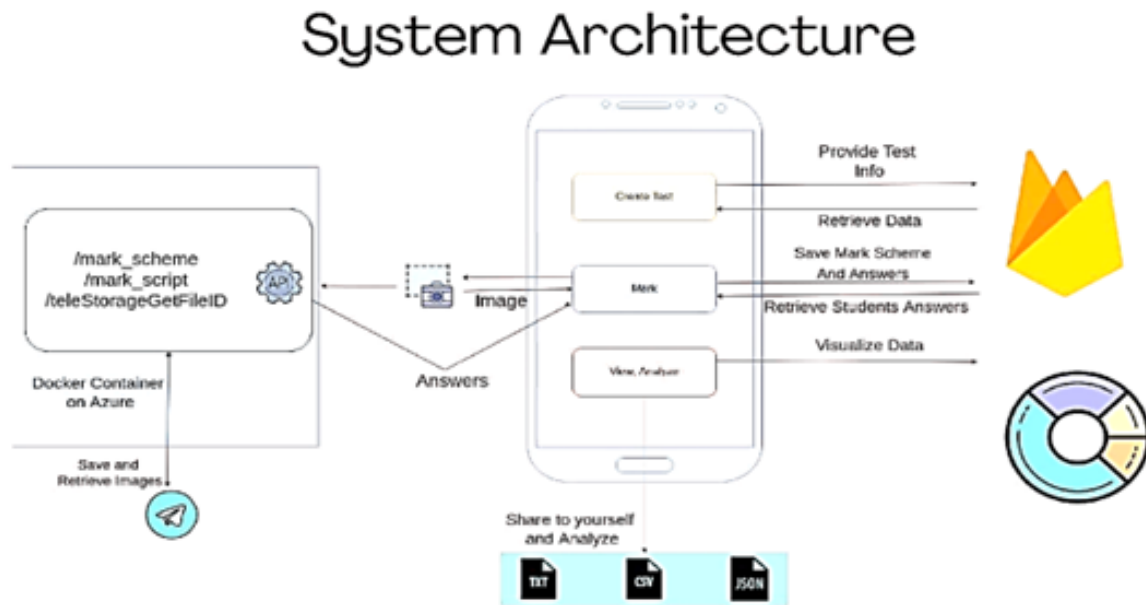 System Architecture
/mark_scheme
/mark_script
/teleStorageGetFileID
API
Docker Container
on Azure
Save and
Retrieve Images
Image
Answers
Create Test
Mark
View, Analyze
Provide Test
Info
Retrieve Data
Save Mark Scheme
And Answers
Retrieve Students Answers
Visualize Data
Share to yourself
and Analyze
TXT
CSV
JSON